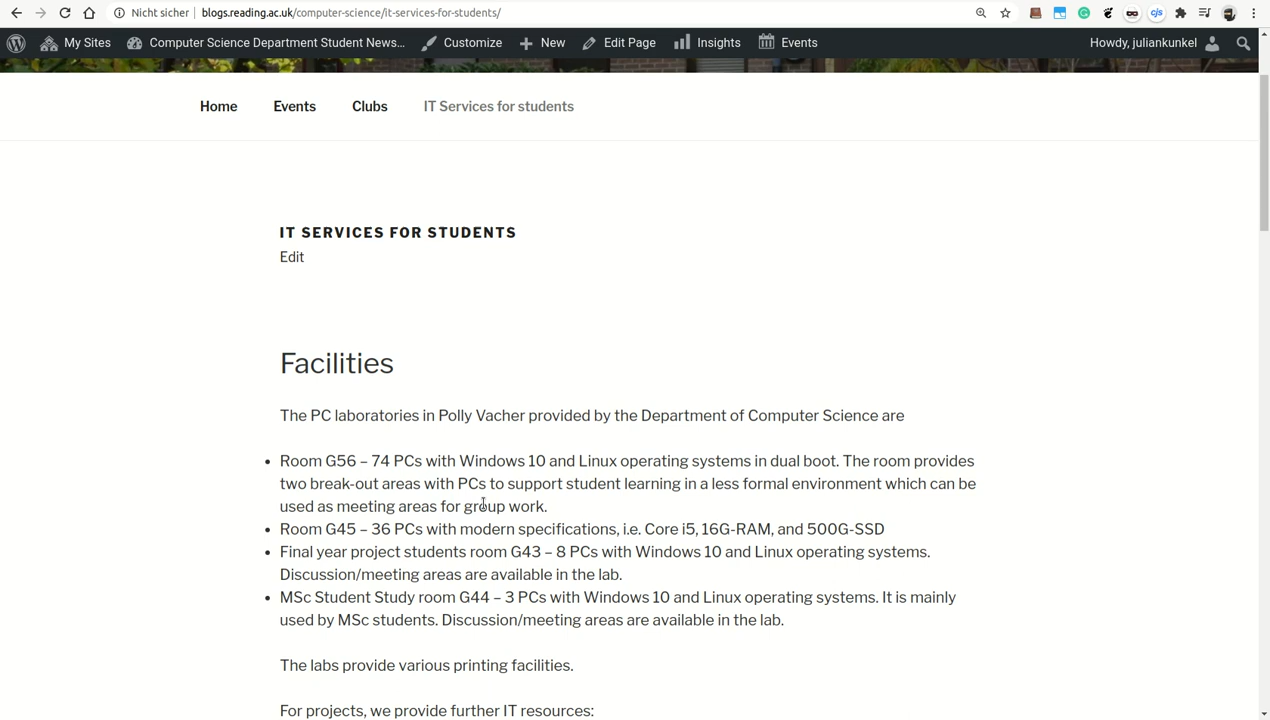 Nicht sicher | blogs.reading.ac.uk/computer-science/it-services-for-students/
My Sites Computer Science Department Student News... Customize New Edit Page Insights Events Howdy, juliankunkel
Home Events Clubs IT Services for students
IT SERVICES FOR STUDENTS
Edit
Facilities
The PC laboratories in Polly Vacher provided by the Department of Computer Science are
• Room G56 – 74 PCs with Windows 10 and Linux operating systems in dual boot. The room provides
two break-out areas with PCs to support student learning in a less formal environment which can be
used as meeting areas for group work.
• Room G45 – 36 PCs with modern specifications, i.e. Core i5, 16G-RAM, and 500G-SSD
• Final year project students room G43 – 8 PCs with Windows 10 and Linux operating systems.
Discussion/meeting areas are available in the lab.
• MSc Student Study room G44 – 3 PCs with Windows 10 and Linux operating systems. It is mainly
used by MSc students. Discussion/meeting areas are available in the lab.
The labs provide various printing facilities.
For projects, we provide further IT resources: